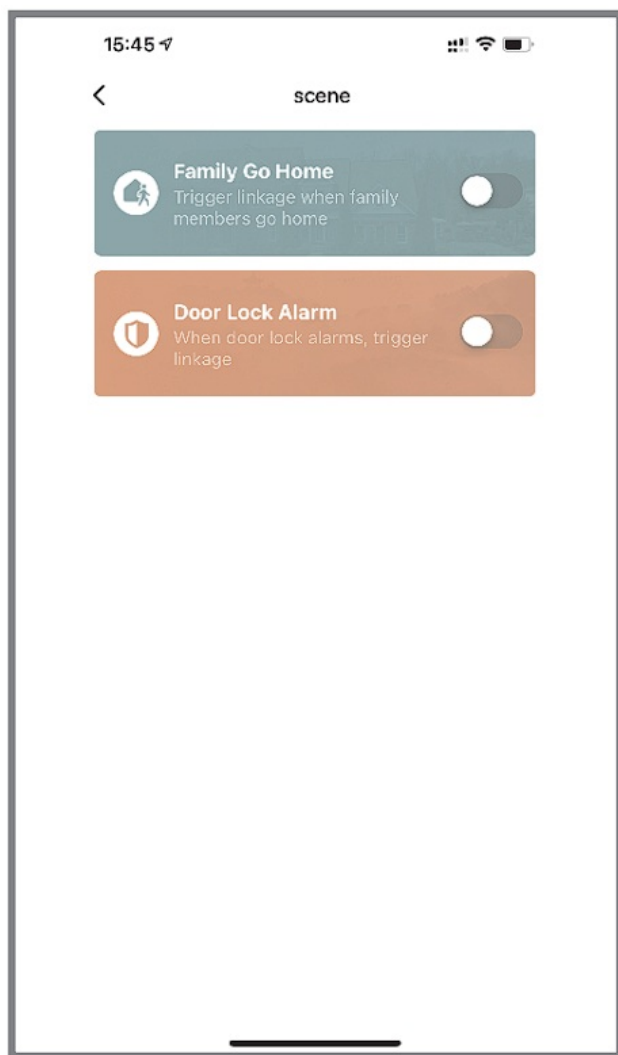 15:45
scene
Family Go Home
Trigger linkage when family
members go home
Door Lock Alarm
When door lock alarms, trigger
linkage